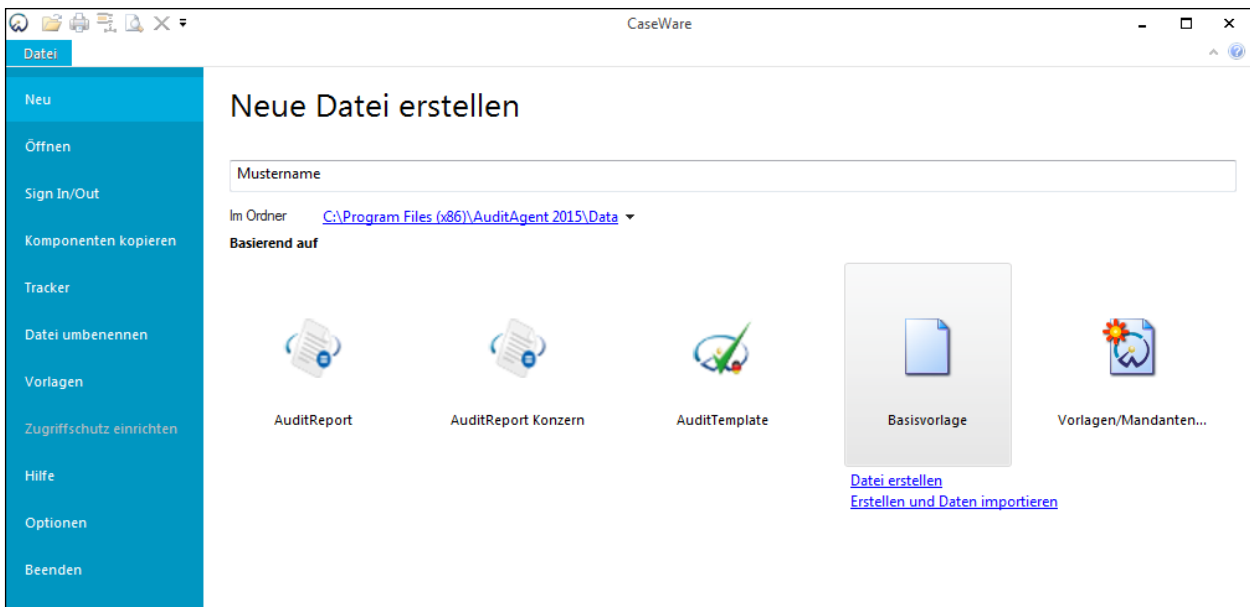 CaseWare
Datei
Neu
Öffnen
Sign In/Out
Komponenten kopieren
Tracker
Datei umbenennen
Vorlagen
Zugriffschutz einrichten
Hilfe
Optionen
Beenden
Neue Datei erstellen
Mustername
Im Ordner C:\Program Files (x86)\AuditAgent 2015\Data
Basierend auf
AuditReport
AuditReport Konzern
AuditTemplate
Basisvorlage
Vorlagen/Mandanten...
Datei erstellen
Erstellen und Daten importieren